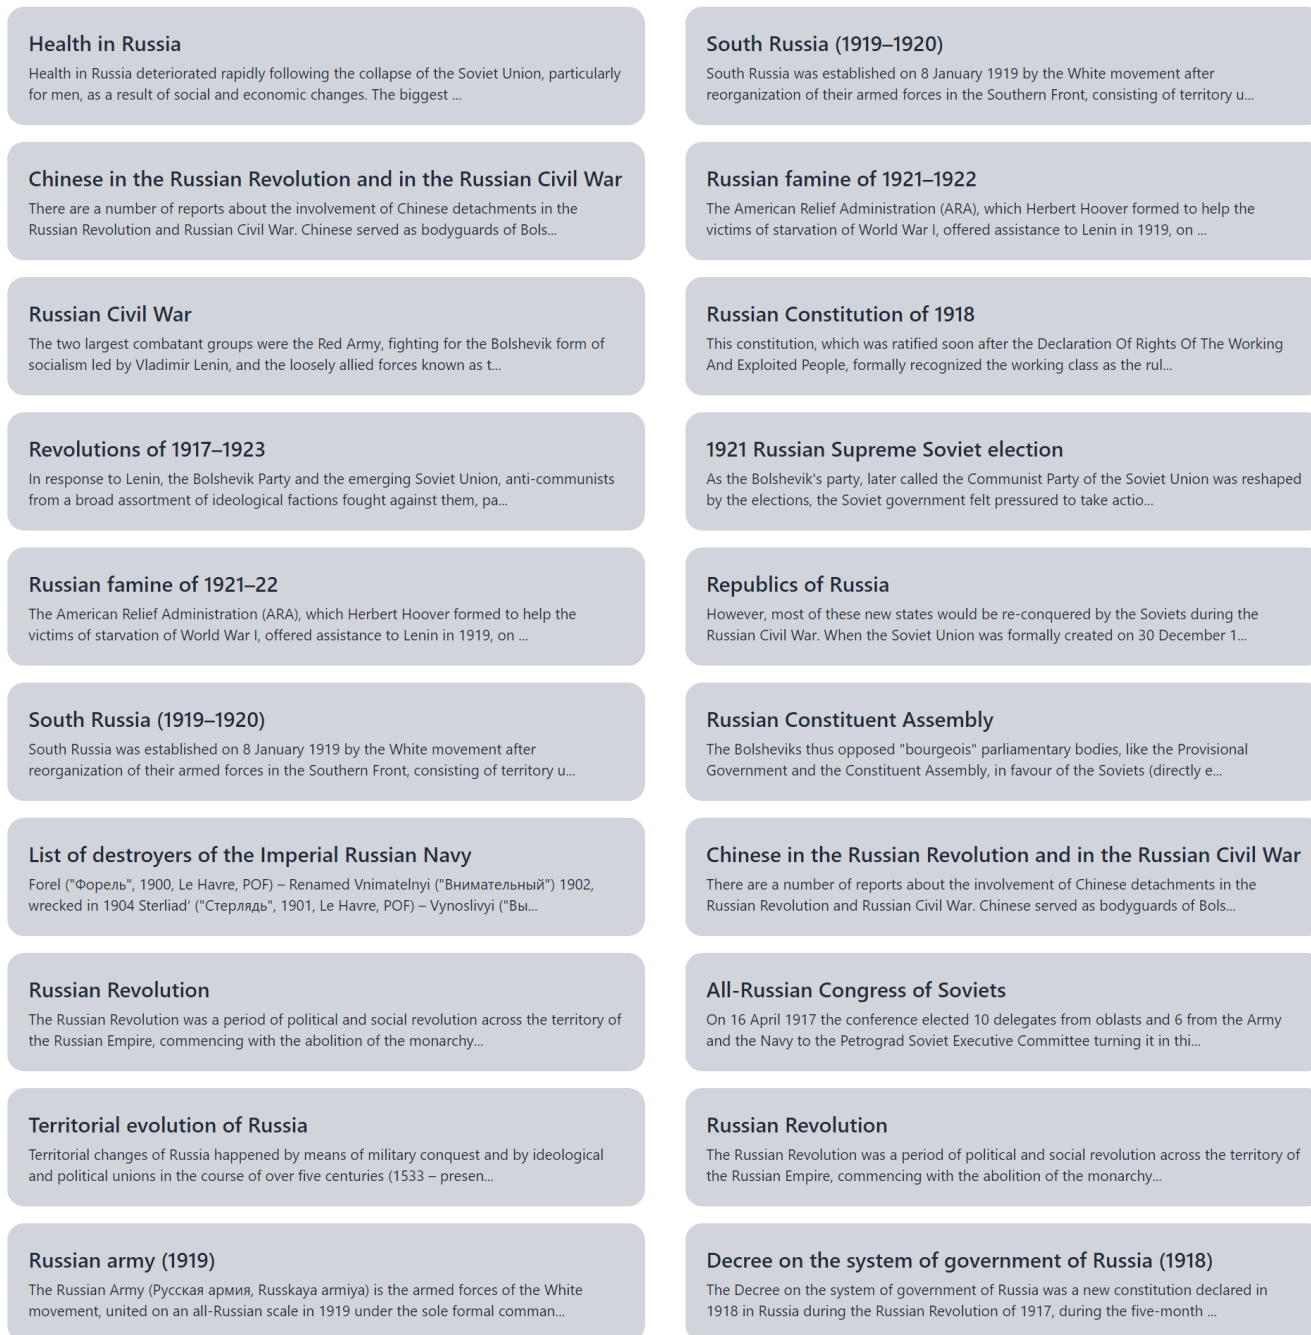 Health in Russia
Health in Russia deteriorated rapidly following the collapse of the Soviet Union, particularly
for men, as a result of social and economic changes. The biggest ...
Chinese in the Russian Revolution and in the Russian Civil War
There are a number of reports about the involvement of Chinese detachments in the
Russian Revolution and Russian Civil War. Chinese served as bodyguards of Bols...
Russian Civil War
The two largest combatant groups were the Red Army, fighting for the Bolshevik form of
socialism led by Vladimir Lenin, and the loosely allied forces known as t...
Revolutions of 1917–1923
In response to Lenin, the Bolshevik Party and the emerging Soviet Union, anti-communists
from a broad assortment of ideological factions fought against them, pa...
Russian famine of 1921–22
The American Relief Administration (ARA), which Herbert Hoover formed to help the
victims of starvation of World War I, offered assistance to Lenin in 1919, on ...
South Russia (1919–1920)
South Russia was established on 8 January 1919 by the White movement after
reorganization of their armed forces in the Southern Front, consisting of territory u...
List of destroyers of the Imperial Russian Navy
Forel ("Форель", 1900, Le Havre, POF) – Renamed Vnimatelnyi ("Внимательный") 1902,
wrecked in 1904 Sterliad' ("Стерлядь", 1901, Le Havre, POF) – Vynoslivyi ("Вы...
Russian Revolution
The Russian Revolution was a period of political and social revolution across the territory of
the Russian Empire, commencing with the abolition of the monarchy...
Territorial evolution of Russia
Territorial changes of Russia happened by means of military conquest and by ideological
and political unions in the course of over five centuries (1533 – presen...
Russian army (1919)
The Russian Army (Русская армия, Russkaya armiya) is the armed forces of the White
movement, united on an all-Russian scale in 1919 under the sole formal comman...
South Russia (1919–1920)
South Russia was established on 8 January 1919 by the White movement after
reorganization of their armed forces in the Southern Front, consisting of territory u...
Russian famine of 1921–1922
The American Relief Administration (ARA), which Herbert Hoover formed to help the
victims of starvation of World War I, offered assistance to Lenin in 1919, on ...
Russian Constitution of 1918
This constitution, which was ratified soon after the Declaration Of Rights Of The Working
And Exploited People, formally recognized the working class as the rul...
1921 Russian Supreme Soviet election
As the Bolshevik's party, later called the Communist Party of the Soviet Union was reshaped
by the elections, the Soviet government felt pressured to take actio...
Republics of Russia
However, most of these new states would be re-conquered by the Soviets during the
Russian Civil War. When the Soviet Union was formally created on 30 December 1...
Russian Constituent Assembly
The Bolsheviks thus opposed "bourgeois" parliamentary bodies, like the Provisional
Government and the Constituent Assembly, in favour of the Soviets (directly e...
Chinese in the Russian Revolution and in the Russian Civil War
There are a number of reports about the involvement of Chinese detachments in the
Russian Revolution and Russian Civil War. Chinese served as bodyguards of Bols...
All-Russian Congress of Soviets
On 16 April 1917 the conference elected 10 delegates from oblasts and 6 from the Army
and the Navy to the Petrograd Soviet Executive Committee turning it in thi...
Russian Revolution
The Russian Revolution was a period of political and social revolution across the territory of
the Russian Empire, commencing with the abolition of the monarchy...
Decree on the system of government of Russia (1918)
The Decree on the system of government of Russia was a new constitution declared in
1918 in Russia during the Russian Revolution of 1917, during the five-month ...